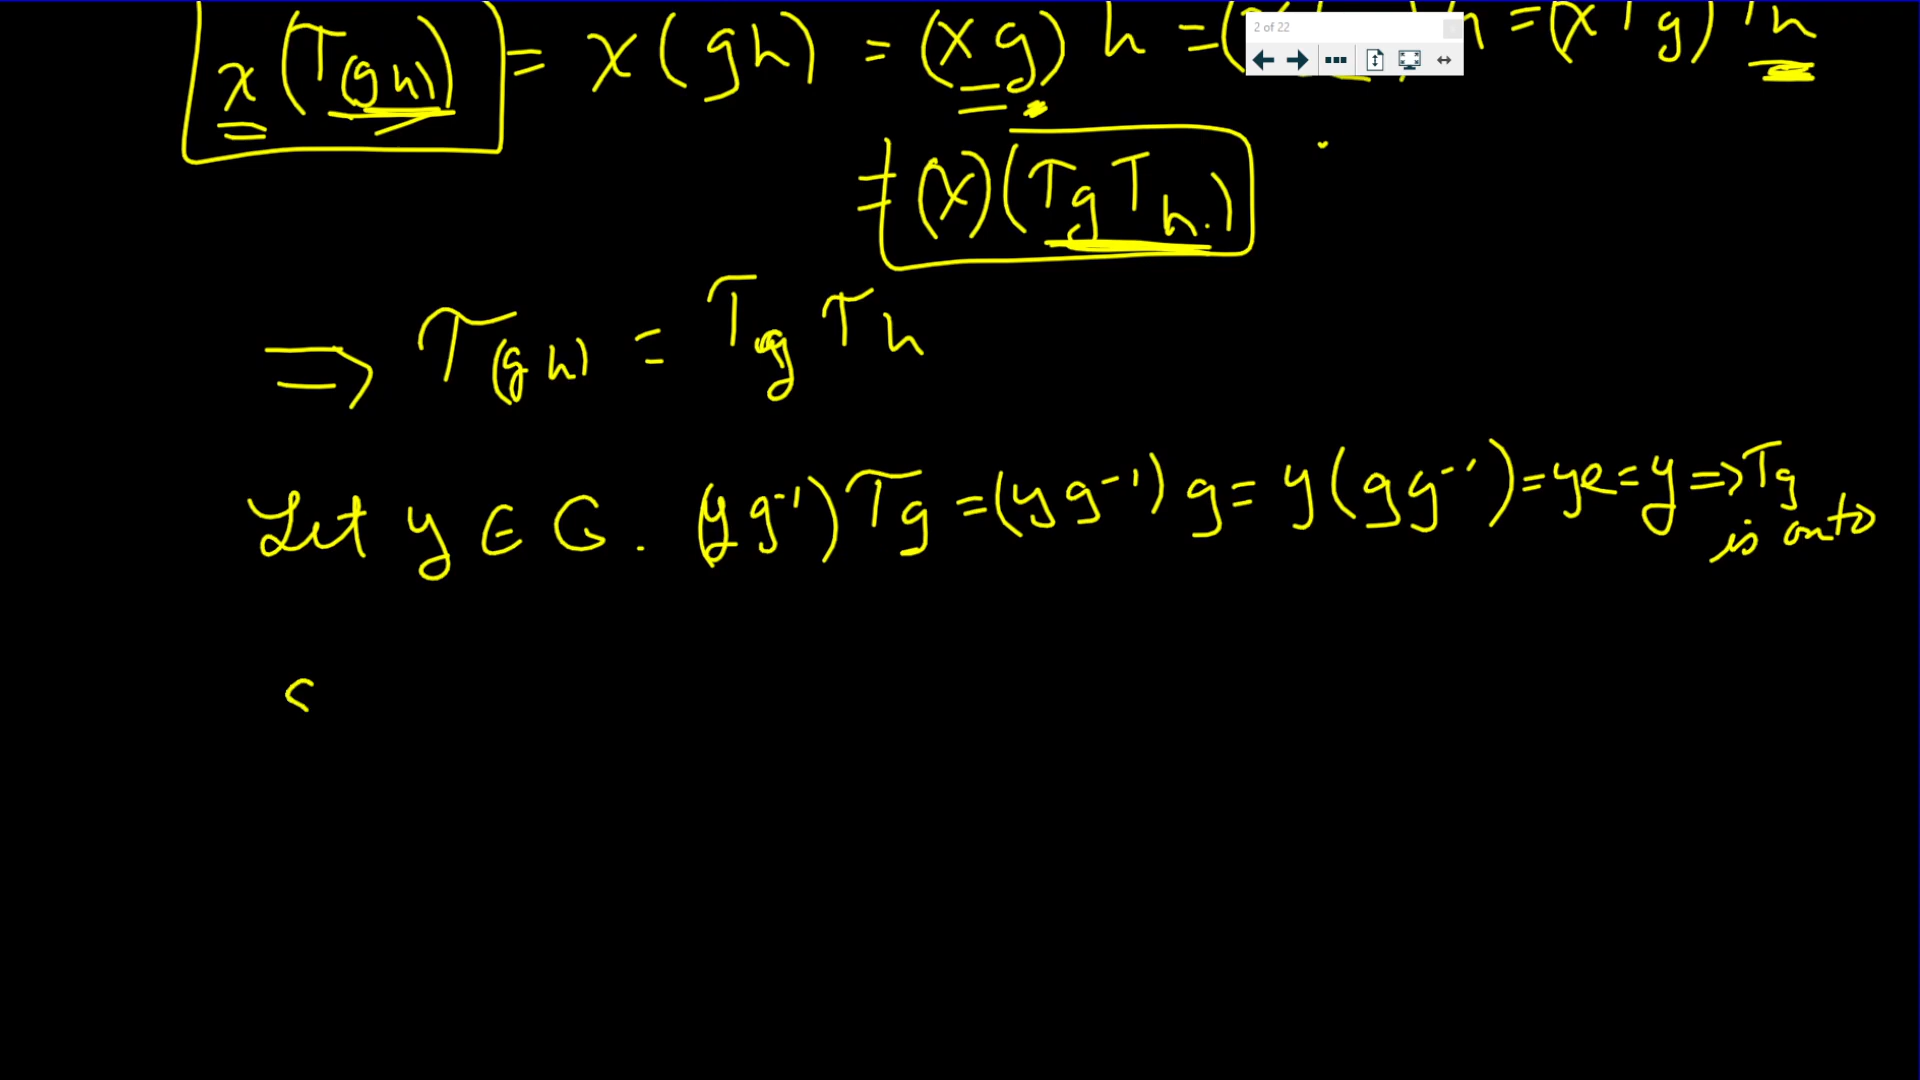 2 of 22
x(T(gh)) = x(gh) = (xg)h = (xTg)Th
= (x)(TgTh)
⇒ T(gh) = Tg Th
Let y ∈ G. (yg⁻¹)Tg = (yg⁻¹)g = y(gg⁻¹) = ye = y ⇒ Tg
is onto